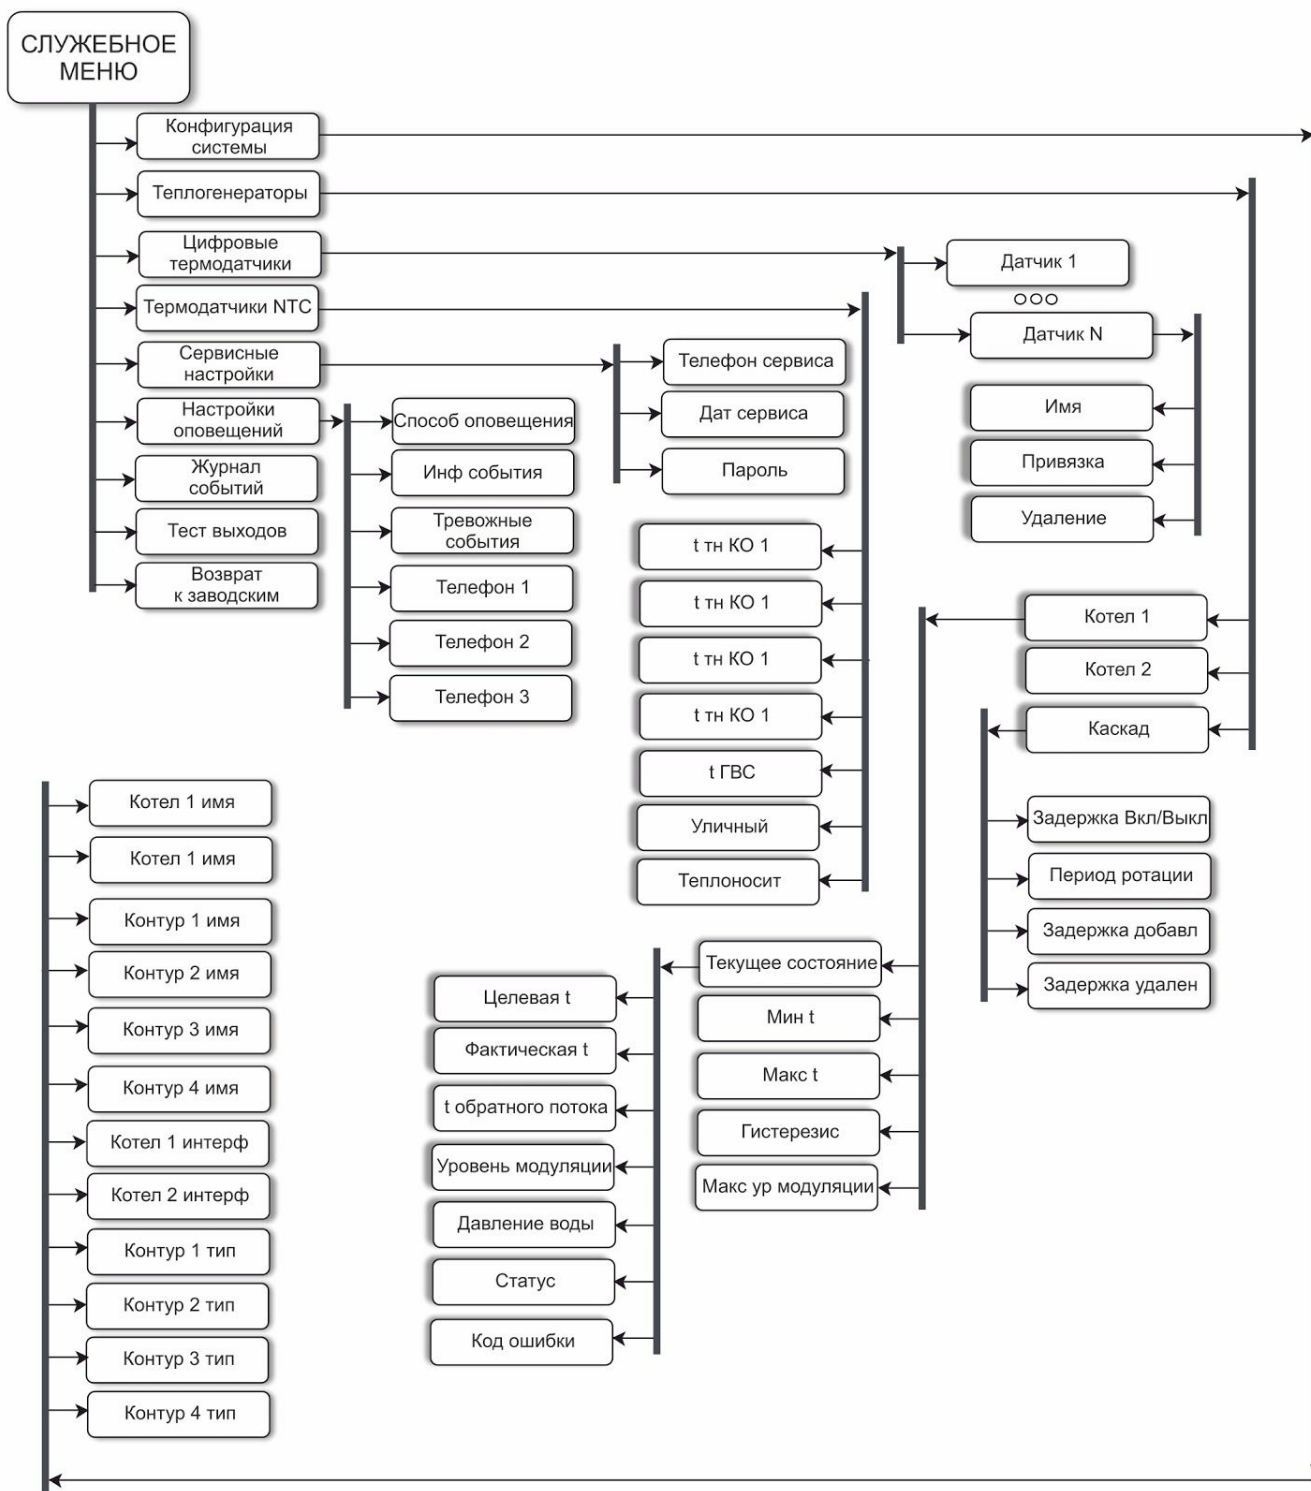 СЛУЖЕБНОЕ
МЕНЮ
Конфигурация
системы
Теплогенераторы
Цифровые
термодатчики
Термодатчики NTC
Сервисные
настройки
Настройки
оповещений
Журнал
событий
Тест выходов
Возврат
к заводским
Датчик 1
Датчик N
Имя
Привязка
Удаление
Телефон сервиса
Дат сервиса
Пароль
Способ оповещения
Инф события
Тревожные
события
Телефон 1
Телефон 2
Телефон 3
t тн КО 1
t тн КО 1
t тн КО 1
t тн КО 1
t ГВС
Уличный
Теплоносит
Котел 1
Котел 2
Каскад
Задержка Вкл/Выкл
Период ротации
Задержка добавл
Задержка удален
Текущее состояние
Мин t
Макс t
Гистерезис
Макс ур модуляции
Целевая t
Фактическая t
t обратного потока
Уровень модуляции
Давление воды
Статус
Код ошибки
Котел 1 имя
Котел 1 имя
Контур 1 имя
Контур 2 имя
Контур 3 имя
Контур 4 имя
Котел 1 интерф
Котел 2 интерф
Контур 1 тип
Контур 2 тип
Контур 3 тип
Контур 4 тип